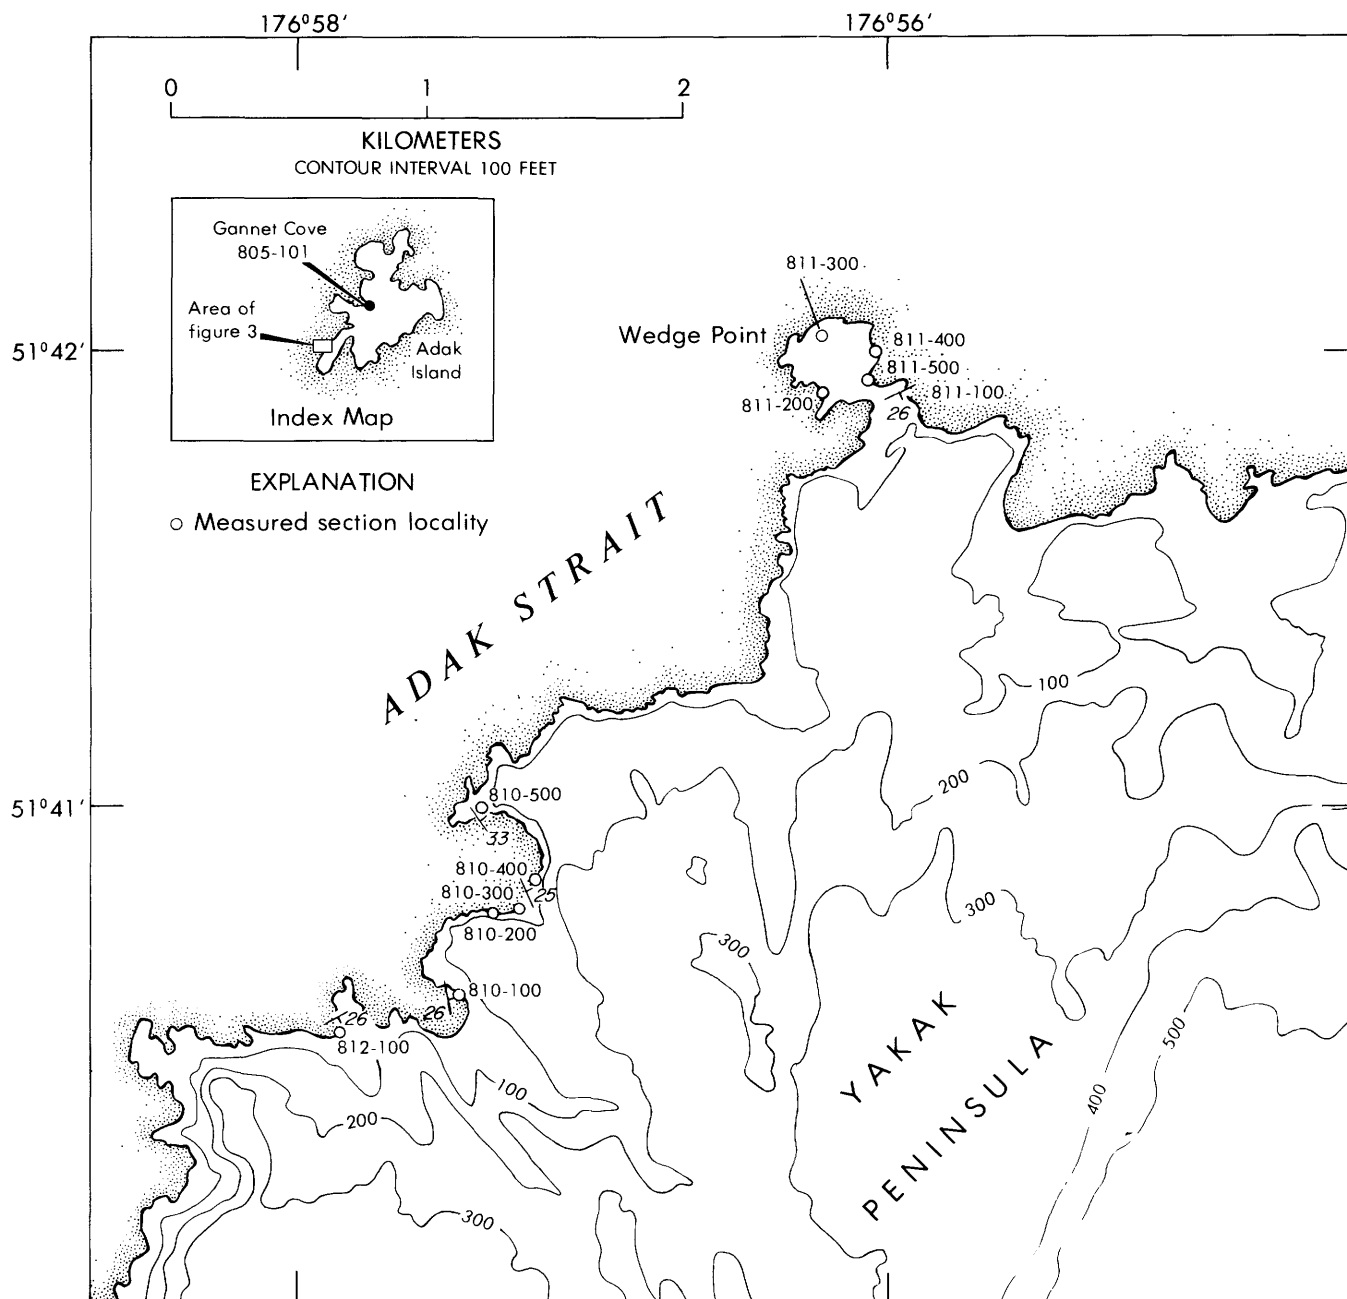 176°58'
176°56'
0
1
2
KILOMETERS
CONTOUR INTERVAL 100 FEET
Gannet Cove
805-101
Area of
figure 3
Adak
Island
Index Map
EXPLANATION
Measured section locality
51°42'
51°41'
811-300
Wedge Point
811-400
811-500
811-100
811-200
26
ADAK STRAIT
100
200
810-500
33
810-400
810-300
25
810-200
300
300
810-100
26
26
812-100
YAKAK
PENINSULA
500
400
100
200
300